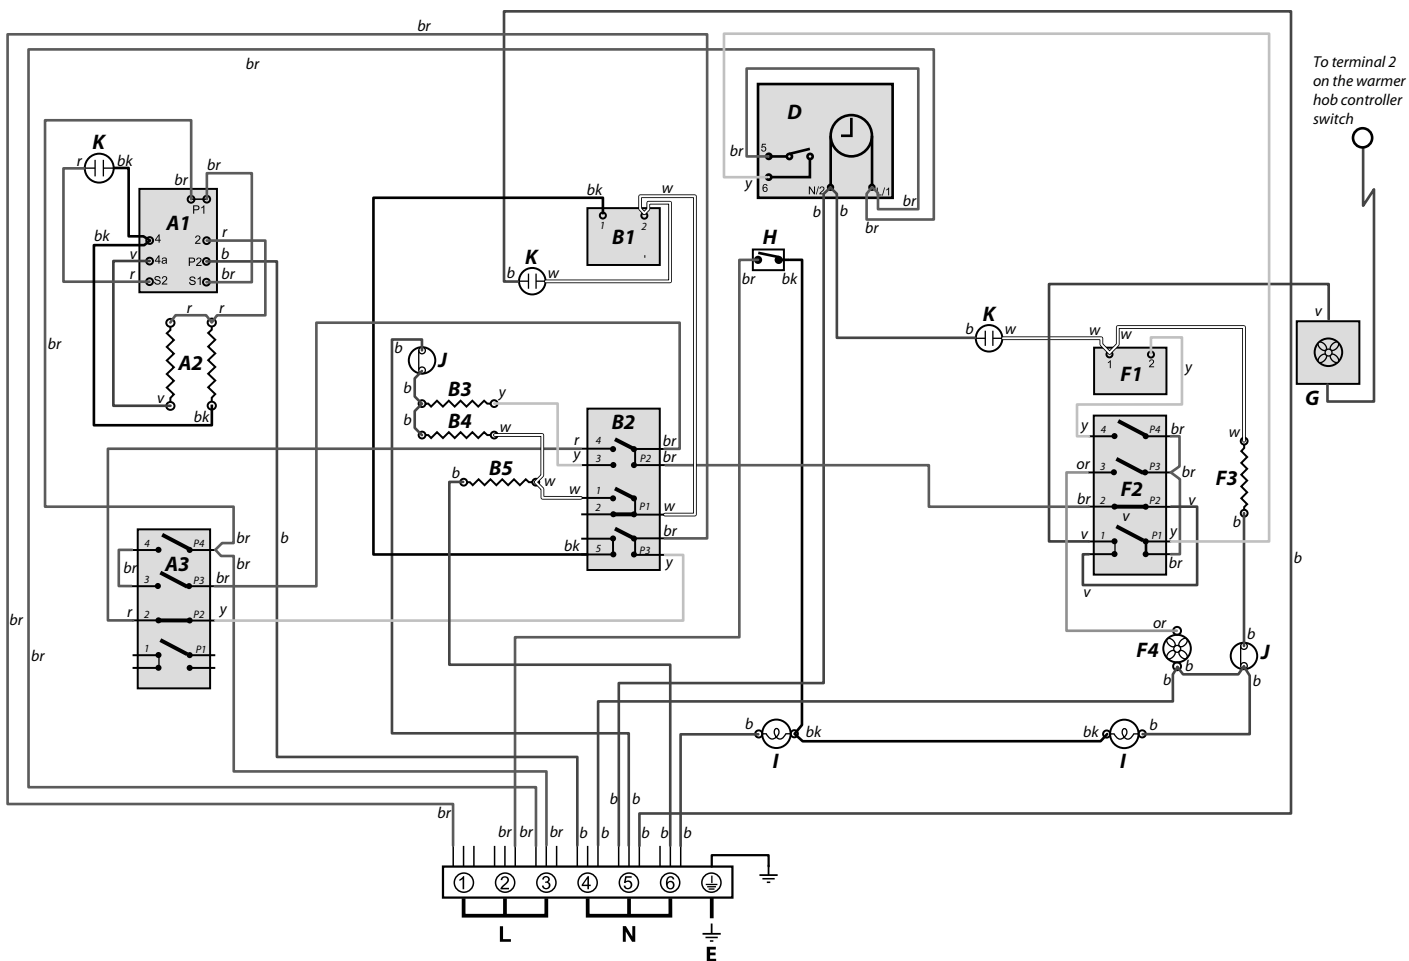 br
br
To terminal 2
on the warmer
hob controller
switch
D
5
br
y
6
N/2
L/1
br
b
b
br
K
r
bk
br
br
P1
A1
bk
4
2
r
v
4a
P2
b
r
S2
S1
br
bk
w
1
2
B1
K
b
w
H
br
bk
r
r
A2
v
bk
br
b
J
b
B3
y
b
B4
w
B5
b
w
B2
r
4
br
y
3
P2
br
w
1
2
P1
w
br
bk
5
P3
y
K
b
w
w
w
1
2
F1
y
v
G
y
4
P4
br
or
3
P3
br
F2
br
2
P2
v
v
v
1
P1
y
br
v
w
F3
b
b
4
P4
br
A3
br
br
3
P3
br
r
2
P2
y
1
P1
b
br
br
or
F4
b
b
b
J
b
b
I
bk
bk
I
b
br
br
br
br
b
b
b
b
b
b
b
1
2
3
4
5
6
L
N
E